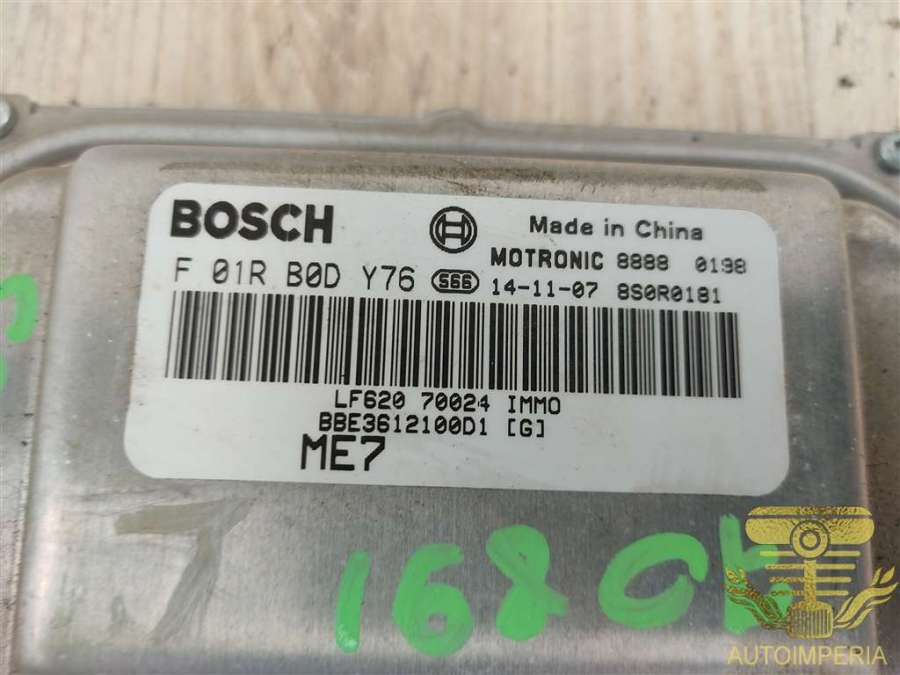 BOSCH
Made in China
MOTRONIC 8888 0198
F 01R B0D Y76 S66 14-11-07 8S0R0181
LF620 70024 IMMO
BBE3612100D1 [G]
ME7
AUTOIMPERIA